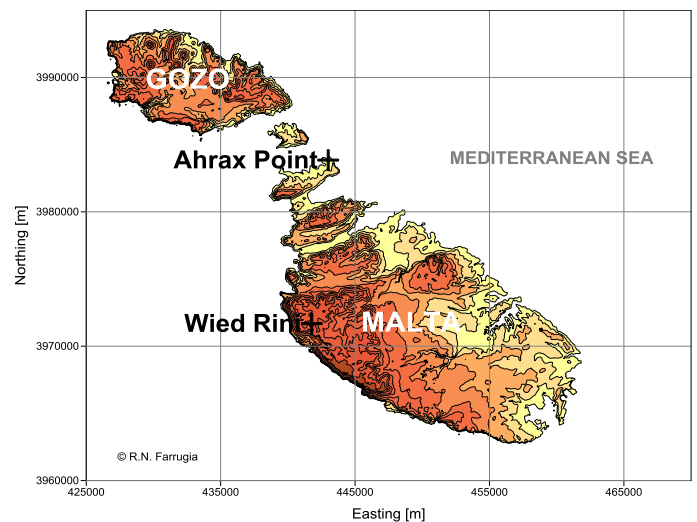 3990000
GOZO
Ahrax Point
MEDITERRANEAN SEA
3980000
Northing [m]
Wied Rini
MALTA
3970000
© R.N. Farrugia
3960000
425000 435000 445000 455000 465000
Easting [m]